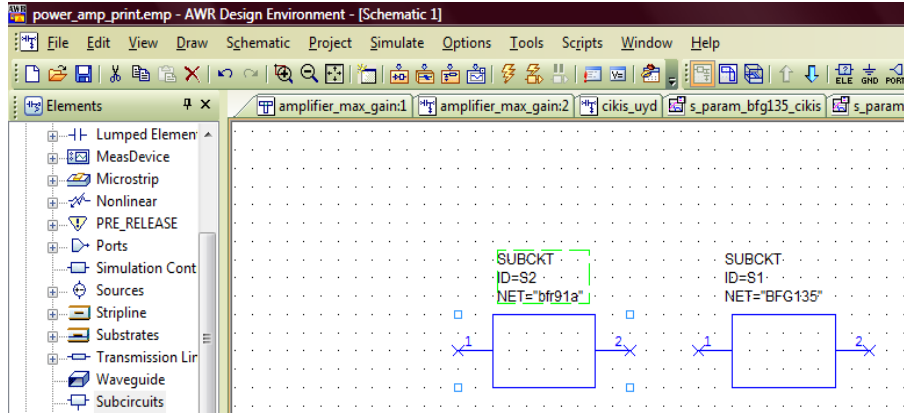 power_amp_print.emp - AWR Design Environment - [Schematic 1]
File Edit View Draw Schematic Project Simulate Options Tools Scripts Window Help
ELE GND PORT
Elements
amplifier_max_gain:1 amplifier_max_gain:2 cikis_uyd s_param_bfg135_cikis s_param
Lumped Elemen
MeasDevice
Microstrip
Nonlinear
PRE_RELEASE
Ports
Simulation Cont
Sources
Stripline
Substrates
Transmission Lin
Waveguide
Subcircuits
SUBCKT
ID=S2
NET="bfr91a"
1 2
SUBCKT
ID=S1
NET="BFG135"
1 2